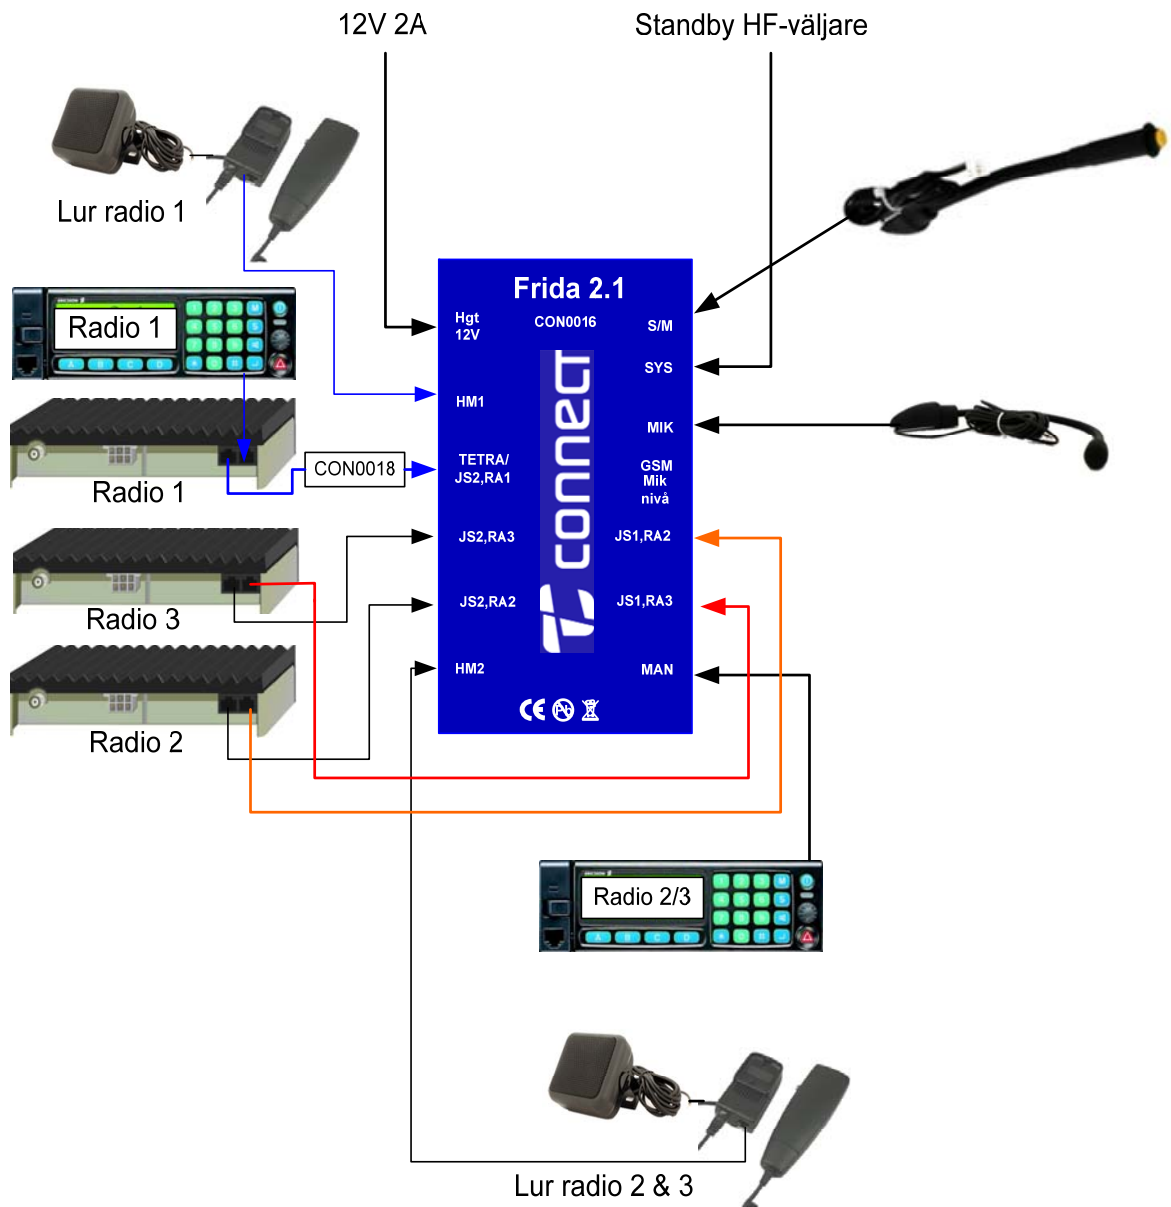 12V 2A
Standby HF-väljare
Lur radio 1
Frida 2.1
CON0016
Hgt
12V
S/M
SYS
HM1
MIK
TETRA/
JS2,RA1
GSM
Mik
nivå
JS2,RA3
JS1,RA2
JS2,RA2
JS1,RA3
HM2
MAN
connect
CE
Pb
Radio 1
A B C D
Radio 1
CON0018
Radio 3
Radio 2
Radio 2/3
A B C D
Lur radio 2 & 3